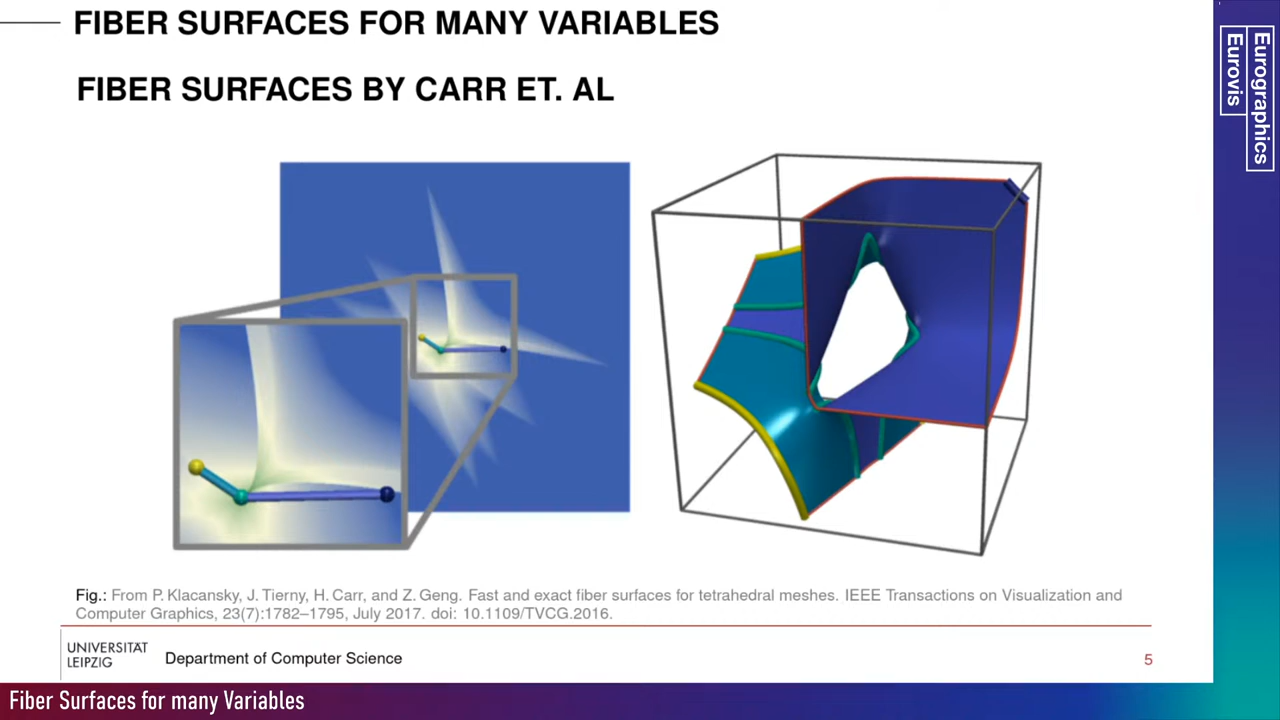 FIBER SURFACES FOR MANY VARIABLES
FIBER SURFACES BY CARR ET. AL
Eurographics
Eurovis
Fig.: From P. Klacansky, J. Tierny, H. Carr, and Z. Geng. Fast and exact fiber surfaces for tetrahedral meshes. IEEE Transactions on Visualization and
Computer Graphics, 23(7):1782–1795, July 2017. doi: 10.1109/TVCG.2016.
UNIVERSITÄT
LEIPZIG
Department of Computer Science
5
Fiber Surfaces for many Variables